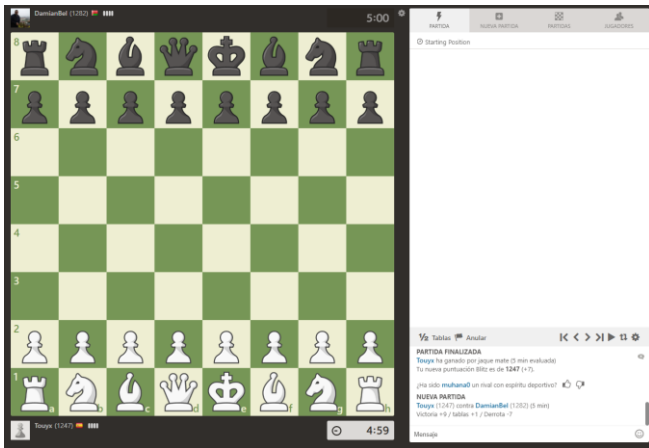 DamianBel (1282)
5:00
8
7
6
5
4
3
2
1
a b c d e f g h
Touyx (1247)
4:59
PARTIDA NUEVA PARTIDA PARTIDAS JUGADORES
Starting Position
½ Tablas Anular
PARTIDA FINALIZADA
Touyx ha ganado por jaque mate (5 min evaluada)
Tu nueva puntuación Blitz es de 1247 (+7).
¿Ha sido muhana0 un rival con espíritu deportivo?
NUEVA PARTIDA
Touyx (1247) contra DamianBel (1282) (5 min)
Victoria +9 / tablas +1 / Derrota -7
Mensaje